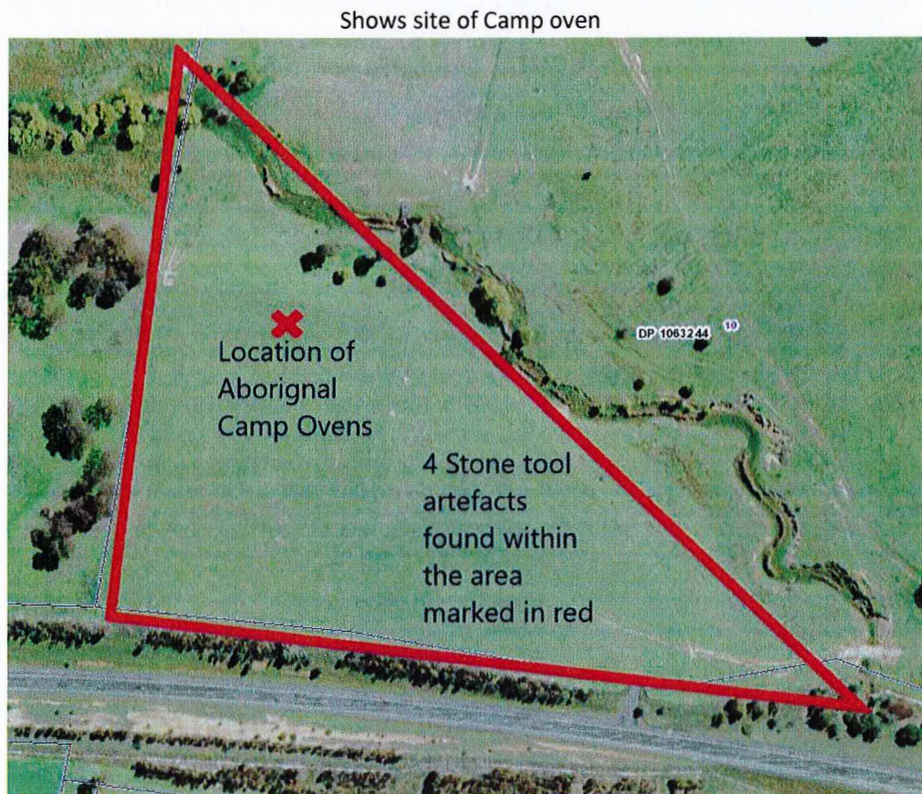 Shows site of Camp oven
DP 1063244
10
Location of
Aborignal
Camp Ovens
4 Stone tool
artefacts
found within
the area
marked in red